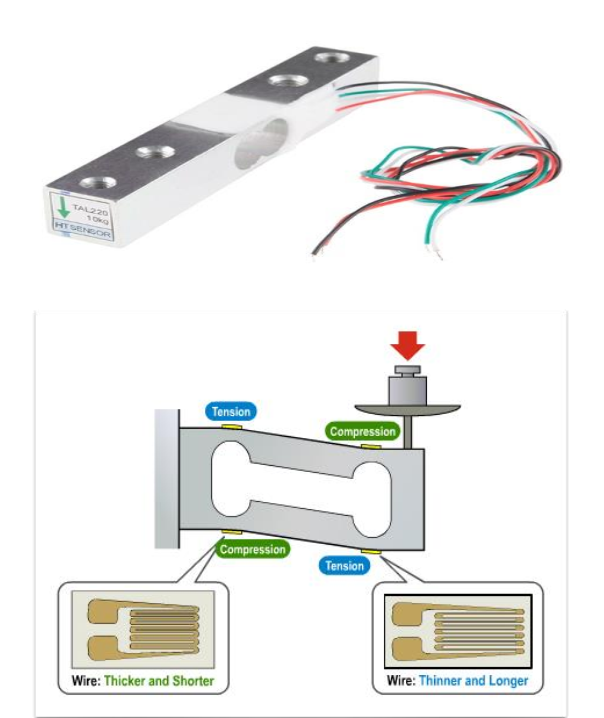 TAL220
10kg
HT SENSOR
Tension
Compression
Compression
Tension
Wire: Thicker and Shorter
Wire: Thinner and Longer